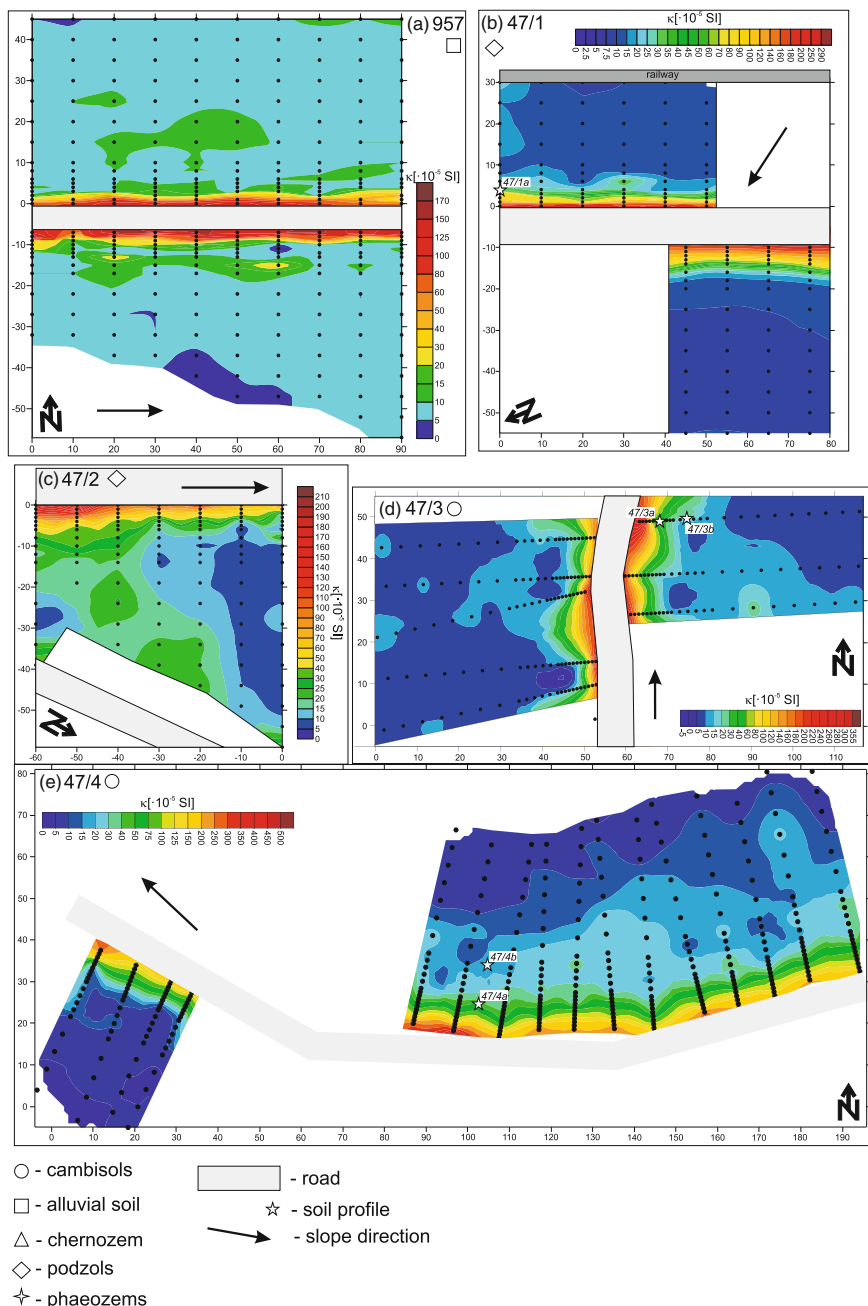 (a) 957
40
30
20
10
0
-10
-20
-30
-40
-50
0 10 20 30 40 50 60 70 80 90
κ[·10⁻⁵ SI]
170
150
125
100
80
60
50
40
30
20
15
10
5
0
N
(b) 47/1
κ[·10⁻⁵ SI]
0 2.5 5 7.5 10 15 20 30 40 45 50 60 70 80 90 100 120 140 160 200 260 290
railway
30
20
10
0
-10
-20
-30
-40
-50
47/1a
0 20 40 60 80
N
(c) 47/2
0
-10
-20
-30
-40
-50
-60 -50 -40 -30 -20 -10 0
κ[·10⁻⁵ SI]
210
200
190
180
170
160
150
140
130
120
110
100
90
80
70
60
50
40
30
25
20
15
10
5
0
N
(d) 47/3
50
40
30
20
10
0
47/3a
47/3b
N
κ[·10⁻⁵ SI]
-5 0 5 10 15 30 40 60 80 100 120 140 160 180 200 220 240 260 280 300 340 355
0 10 20 30 40 50 60 70 80 90 100 110
(e) 47/4
κ[·10⁻⁵ SI]
0 5 10 15 20 25 30 40 50 75 100 125 150 200 250 300 350 400 450 500
80
70
60
50
40
30
20
10
0
47/4b
47/4a
N
0 10 20 30 40 50 60 70 80 90 100 110 120 130 140 150 160 170 180 190
- cambisols
- road
- alluvial soil
- soil profile
- chernozem
- slope direction
- podzols
- phaeozems